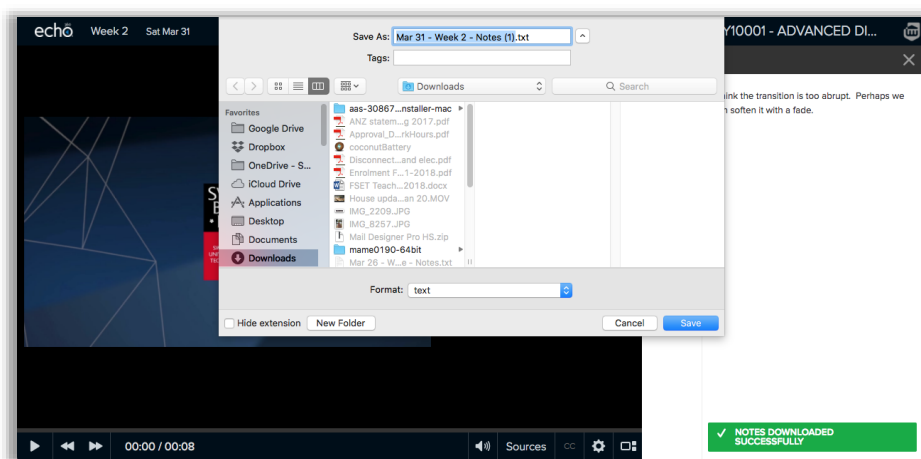 echo Week 2 Sat Mar 31
Y10001 - ADVANCED DI...
Save As: Mar 31 - Week 2 - Notes (1).txt
Tags:
Downloads
Search
Favorites
Google Drive
Dropbox
OneDrive - S...
iCloud Drive
Applications
Desktop
Documents
Downloads
aas-30867...nstaller-mac
ANZ statem...g 2017.pdf
Approval_D...rkHours.pdf
coconutBattery
Disconnect...and elec.pdf
Enrolment F...1-2018.pdf
FSET Teach...2018.docx
House upda...an 20.MOV
IMG_2209.JPG
IMG_8257.JPG
Mail Designer Pro HS.zip
mame0190-64bit
Mar 26 - W...e - Notes.txt
Format: text
Hide extension New Folder Cancel Save
ink the transition is too abrupt. Perhaps we
soften it with a fade.
00:00 / 00:08 Sources CC
NOTES DOWNLOADED
SUCCESSFULLY